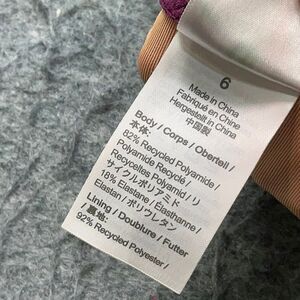 6
Made in China
Fabriqué en Chine
Hergestellt in China
中国製
Body / Corps / Oberteil /
本体:
82% Recycled Polyamide /
Polyamide Recyclé /
Recyceltes Polyamid / リ
サイクルポリアミド
18% Elastane / Élasthanne /
Elastan / ポリウレタン
Lining / Doublure / Futter
/ 裏地:
92% Recycled Polyester /